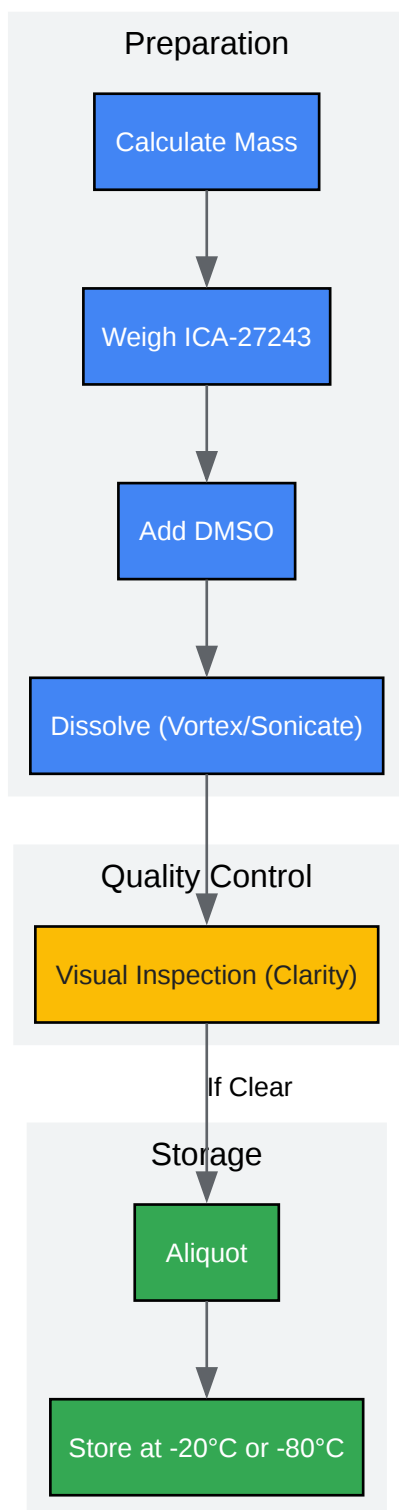 Preparation
Calculate Mass
Weigh ICA-27243
Add DMSO
Dissolve (Vortex/Sonicate)
Quality Control
Visual Inspection (Clarity)
If Clear
Storage
Aliquot
Store at -20°C or -80°C